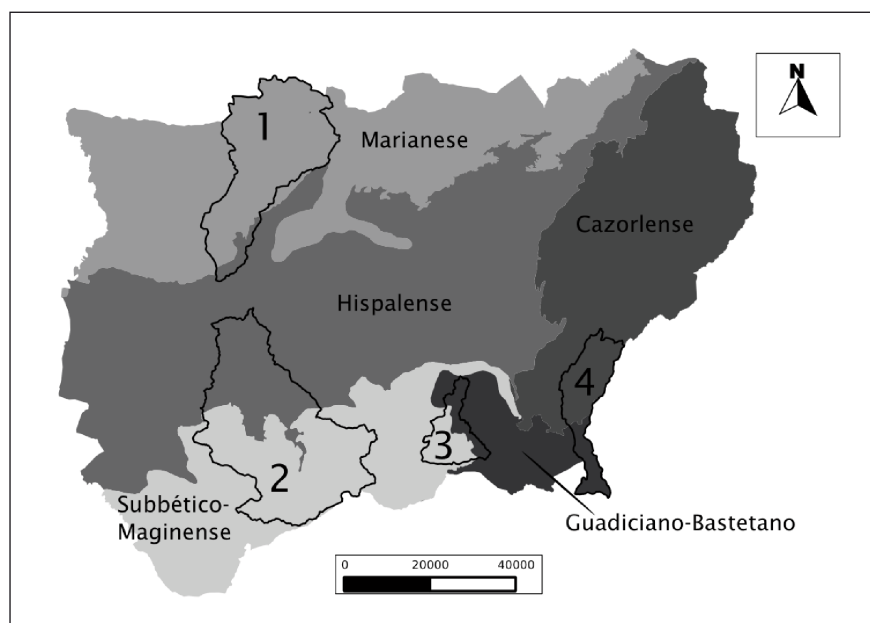 N
1
Marianese
Cazorlense
Hispalense
4
3
2
Subbético-
Maginense
Guadiciano-Bastetano
0 20000 40000